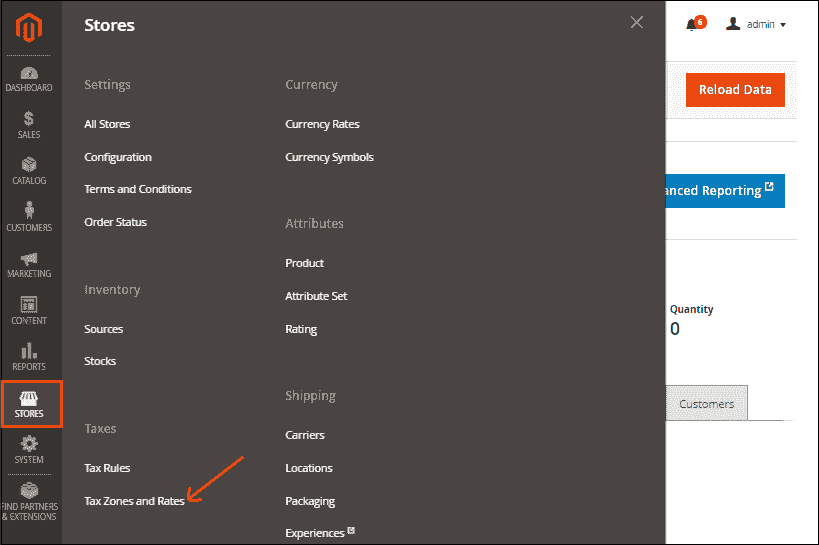 DASHBOARD
SALES
CATALOG
CUSTOMERS
MARKETING
CONTENT
REPORTS
STORES
SYSTEM
FIND PARTNERS
& EXTENSIONS
Stores
Settings
All Stores
Configuration
Terms and Conditions
Order Status
Inventory
Sources
Stocks
Taxes
Tax Rules
Tax Zones and Rates
Currency
Currency Rates
Currency Symbols
Attributes
Product
Attribute Set
Rating
Shipping
Carriers
Locations
Packaging
Experiences
6
admin
Reload Data
anced Reporting
Quantity
0
Customers